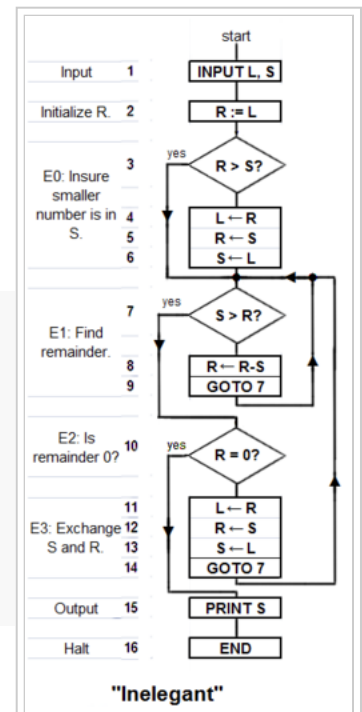 start
Input 1 INPUT L, S
Initialize R. 2 R := L
3 yes R > S?
E0: Insure
smaller
number is in
S.
4 L ← R
5 R ← S
6 S ← L
7 yes S > R?
E1: Find
remainder.
8 R ← R-S
9 GOTO 7
E2: Is
remainder 0?
10 yes R = 0?
11 L ← R
E3: Exchange 12 R ← S
S and R. 13 S ← L
14 GOTO 7
Output 15 PRINT S
Halt 16 END
"Inelegant"